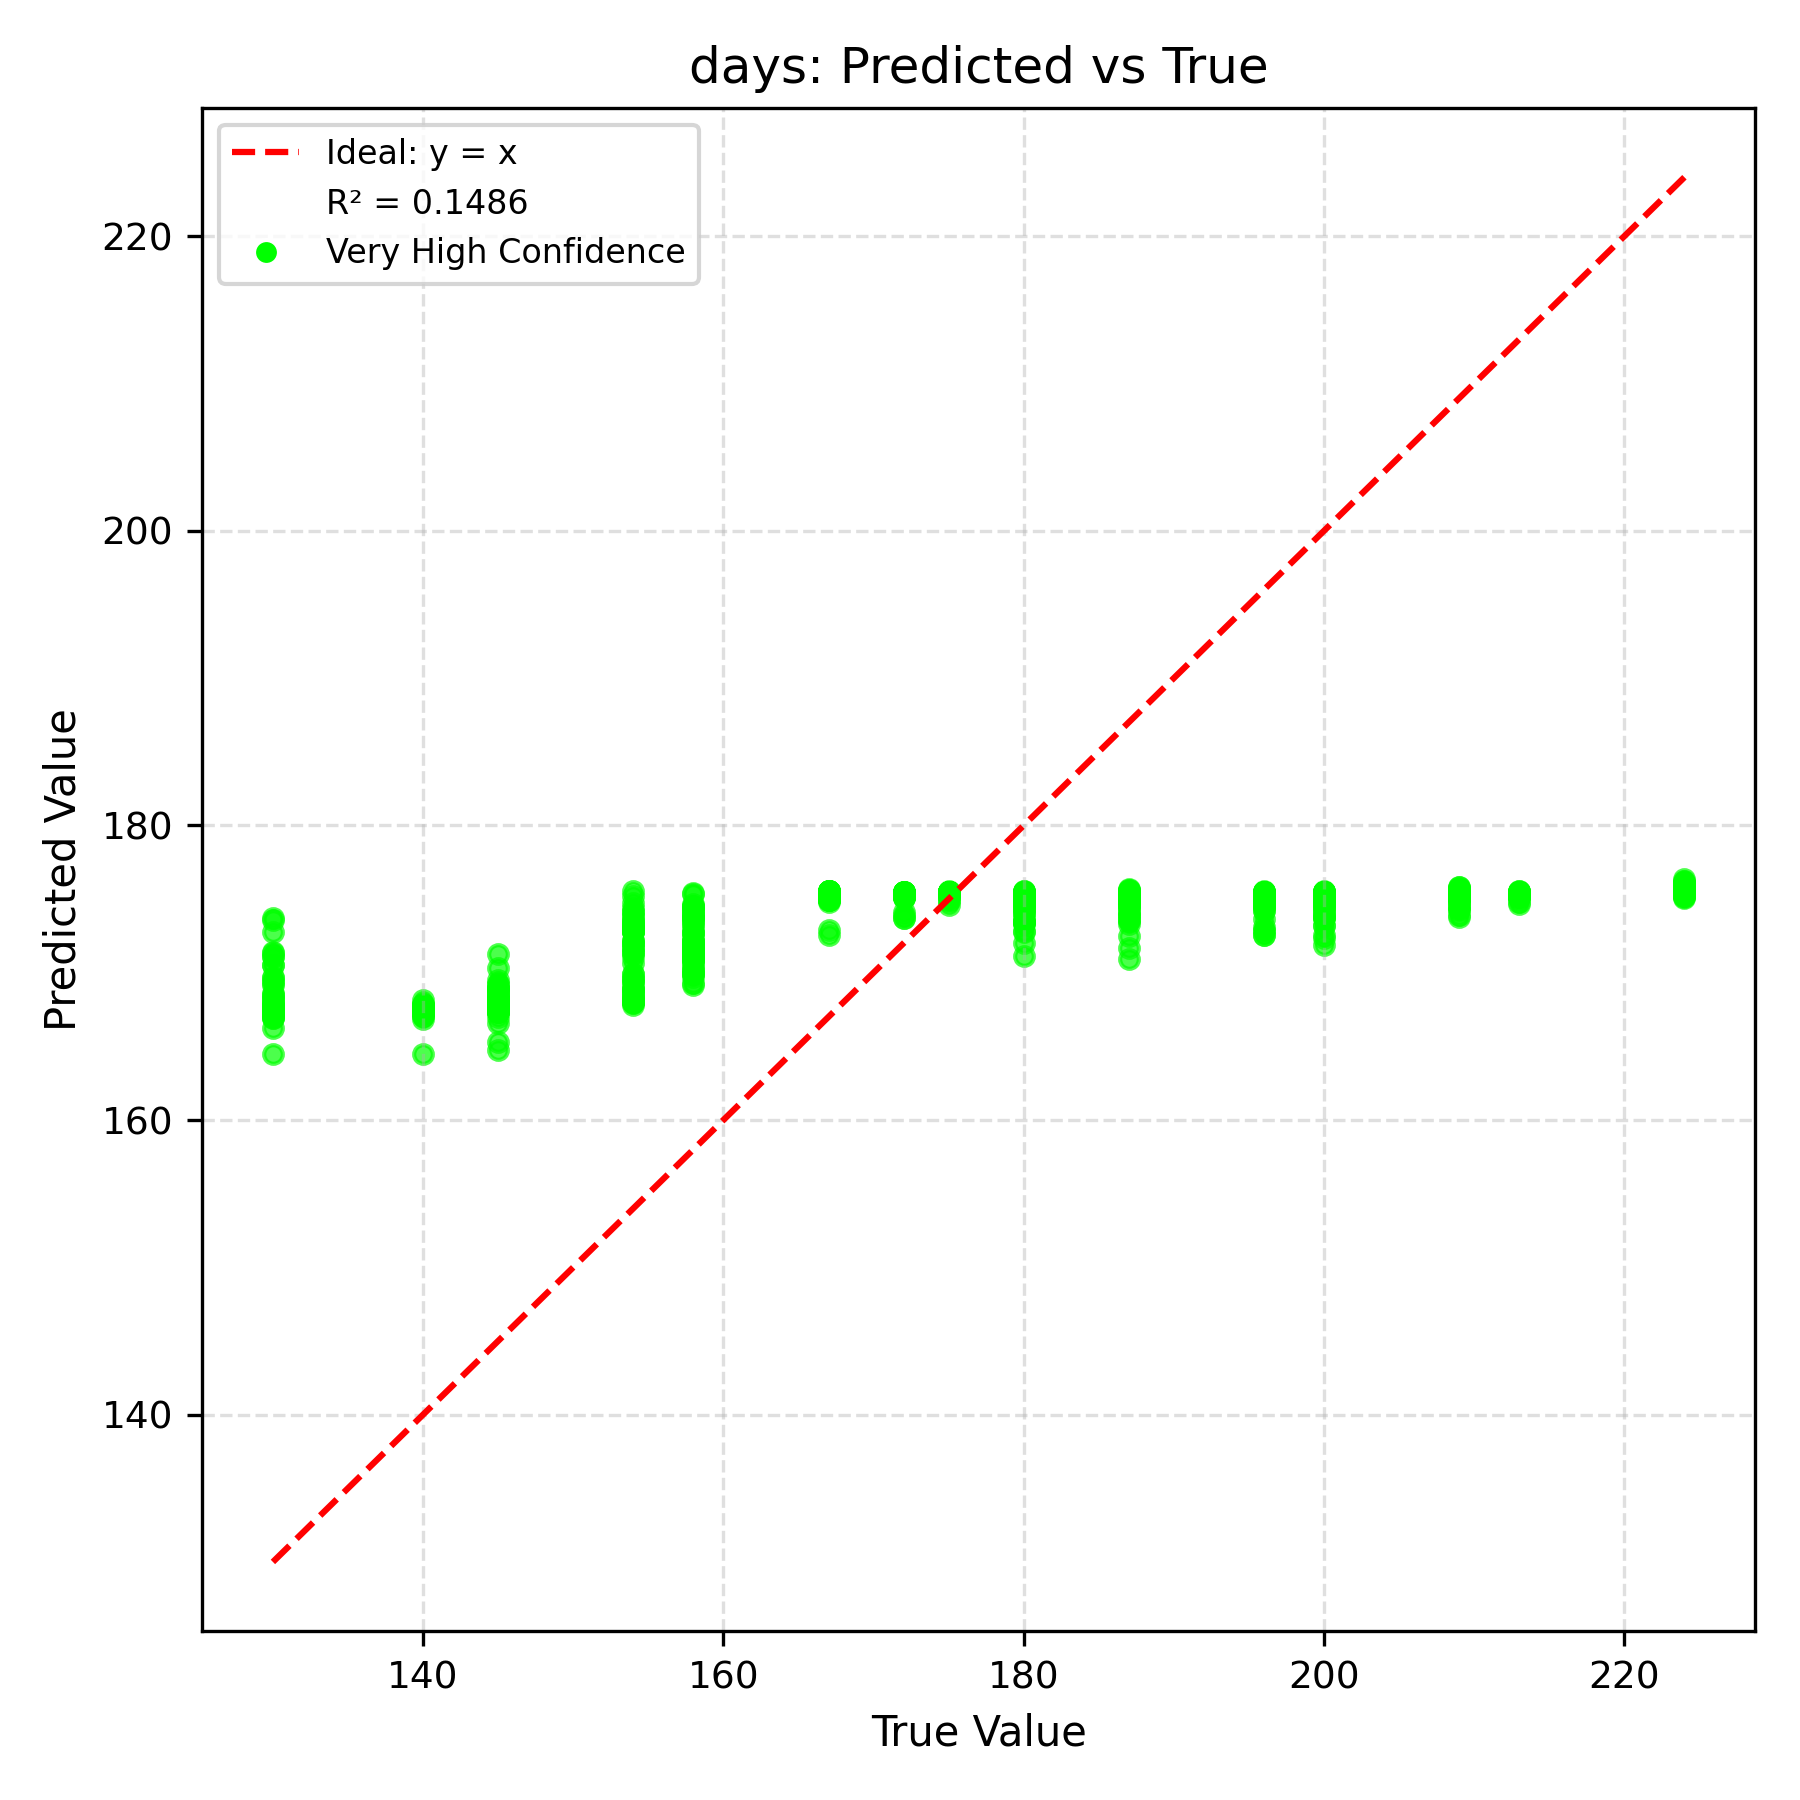 days: Predicted vs True
Ideal: y = x
R² = 0.1486
Very High Confidence
220
200
180
160
140
Predicted Value
140 160 180 200 220
True Value